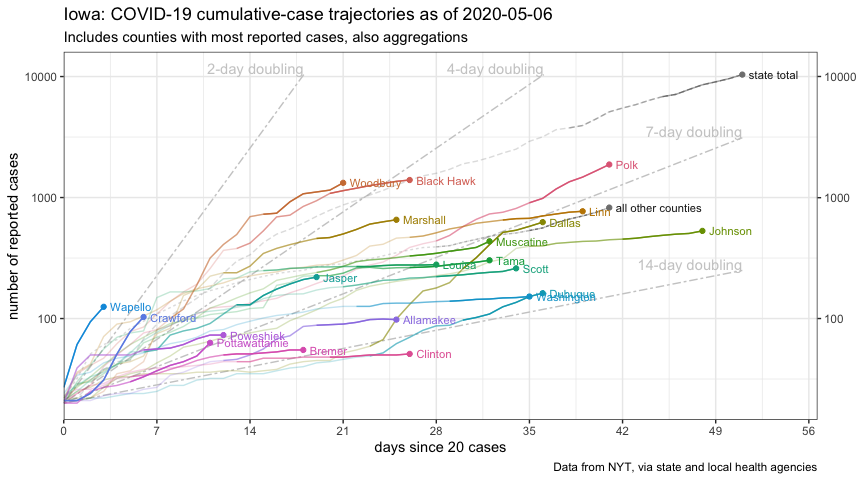 Iowa: COVID-19 cumulative-case trajectories as of 2020-05-06
Includes counties with most reported cases, also aggregations
2-day doubling
4-day doubling
10000
state total
10000
7-day doubling
Polk
Woodbury
Black Hawk
1000
all other counties
1000
Linn
Marshall
Dallas
Johnson
Muscatine
Tama
Louisa
Scott
14-day doubling
Jasper
Dubuque
Washington
Wapello
Crawford
Allamakee
100
100
Poweshiek
Pottawattamie
Bremer
Clinton
number of reported cases
0
7
14
21
28
35
42
49
56
days since 20 cases
Data from NYT, via state and local health agencies